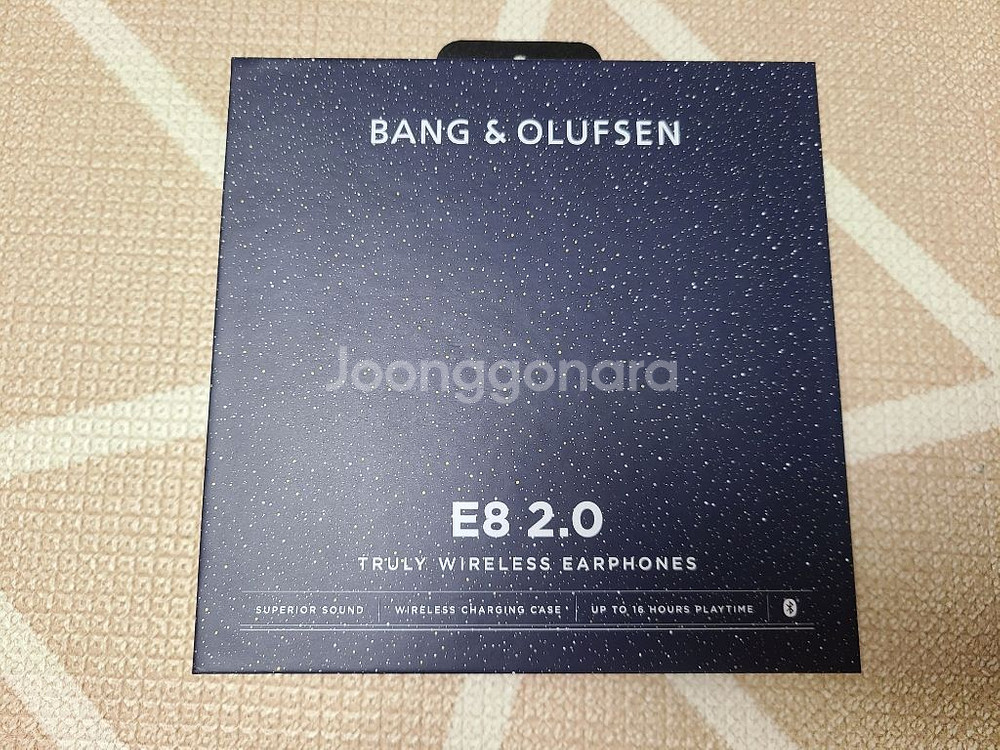 BANG & OLUFSEN
Joonggonara
E8 2.0
TRULY WIRELESS EARPHONES
SUPERIOR SOUND WIRELESS CHARGING CASE UP TO 16 HOURS PLAYTIME